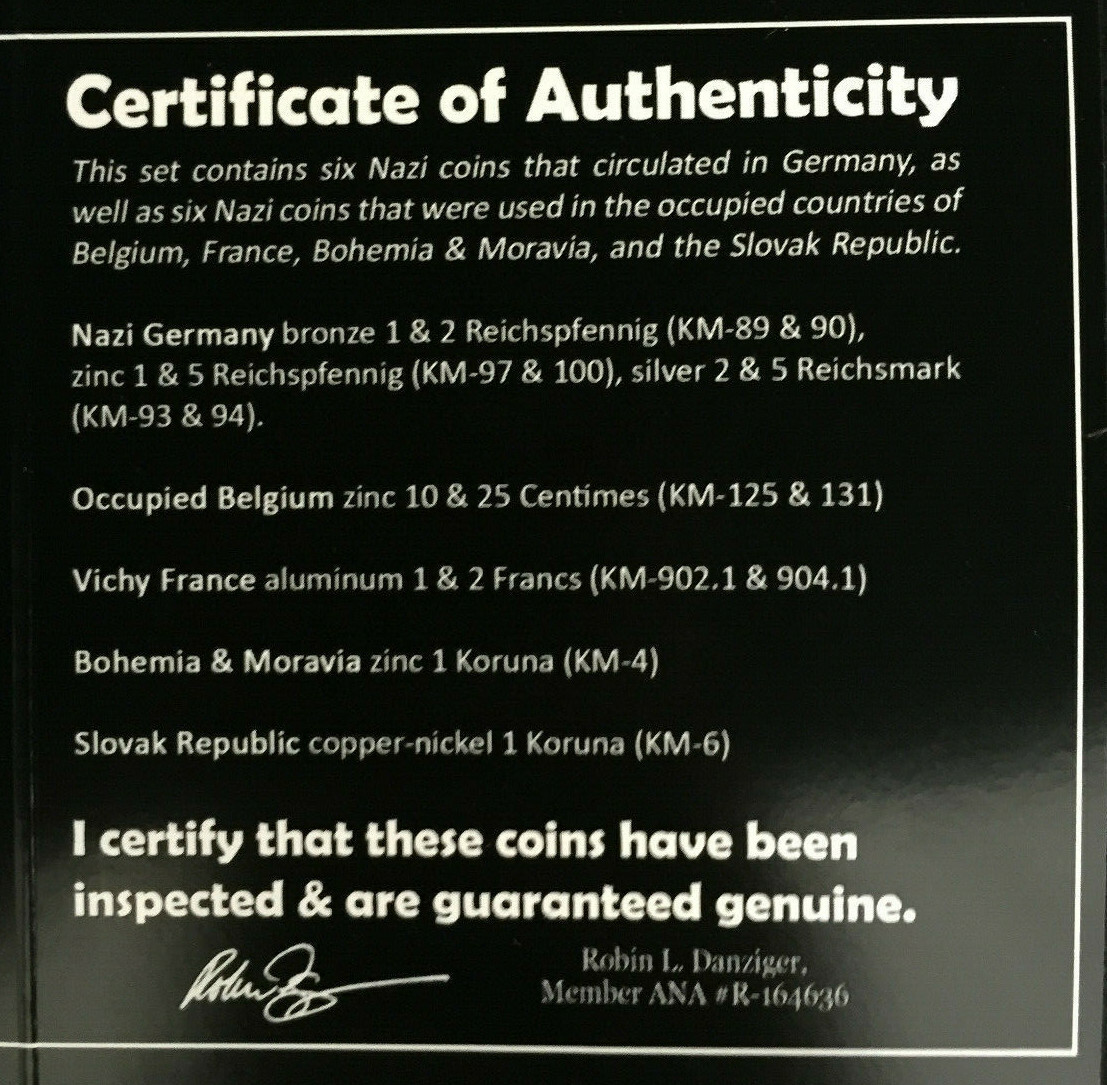 Certificate of Authenticity
This set contains six Nazi coins that circulated in Germany, as
well as six Nazi coins that were used in the occupied countries of
Belgium, France, Bohemia & Moravia, and the Slovak Republic.
Nazi Germany bronze 1 & 2 Reichspfennig (KM-89 & 90),
zinc 1 & 5 Reichspfennig (KM-97 & 100), silver 2 & 5 Reichsmark
(KM-93 & 94).
Occupied Belgium zinc 10 & 25 Centimes (KM-125 & 131)
Vichy France aluminum 1 & 2 Francs (KM-902.1 & 904.1)
Bohemia & Moravia zinc 1 Koruna (KM-4)
Slovak Republic copper-nickel 1 Koruna (KM-6)
I certify that these coins have been
inspected & are guaranteed genuine.
Robin L. Danziger,
Member ANA #R-164636